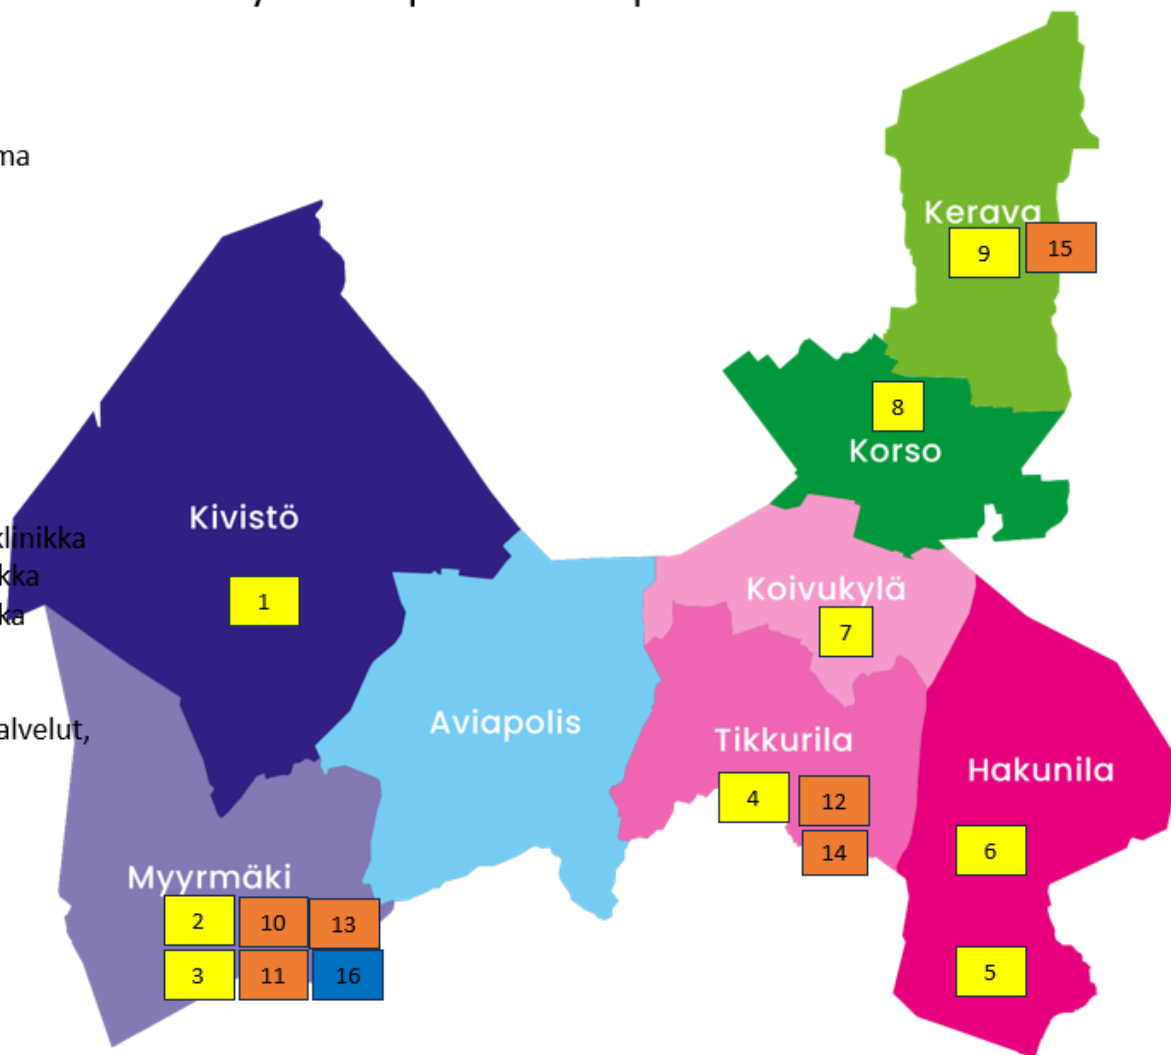 ma
Kerava
9 15
8
Korso
Kivistö
klinikka
kka
ka
1
Koivukylä
7
alvelut,
Aviapolis
Tikkurila
Hakunila
4 12
14
6
Myyrmäki
2 10 13
3 11 16
5